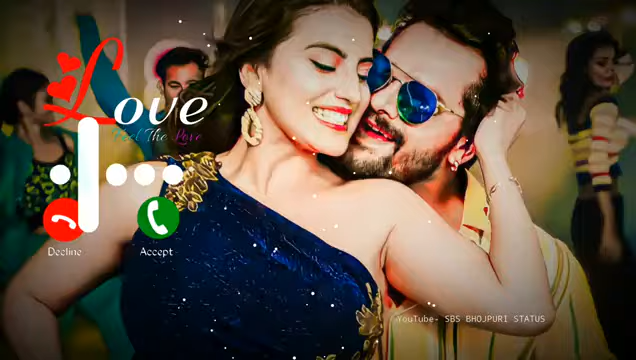 Love
Feel The Love
Decline
Accept
YouTube- SBS BHOJPURI STATUS